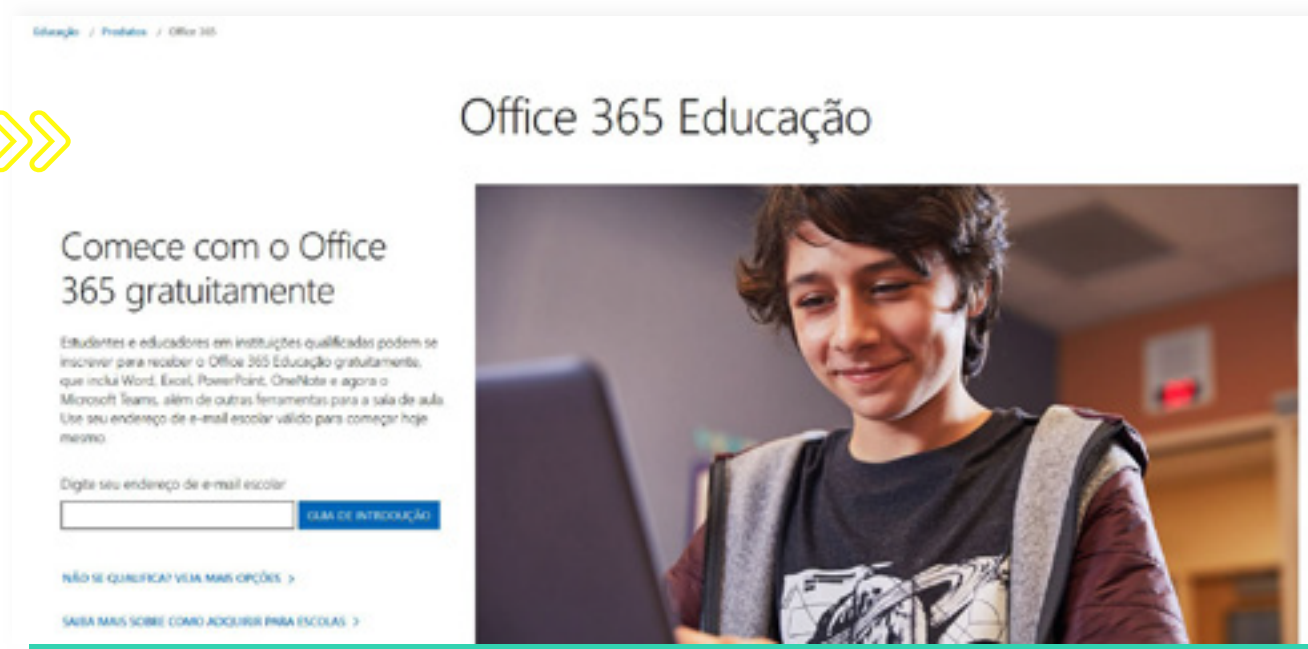 Educação / Produtos / Office 365
Office 365 Educação
Comece com o Office
365 gratuitamente
Estudantes e educadores em instituições qualificadas podem se
inscrever para receber o Office 365 Educação gratuitamente,
que inclui Word, Excel, PowerPoint, OneNote e agora o
Microsoft Teams, além de outras ferramentas para a sala de aula.
Use seu endereço de e-mail escolar válido para começar hoje
mesmo.
Digite seu endereço de e-mail escolar
GUIA DE INTRODUÇÃO
NÃO SE QUALIFICA? VEJA MAIS OPÇÕES >
SAIBA MAIS SOBRE COMO ADQUIRIR PARA ESCOLAS >